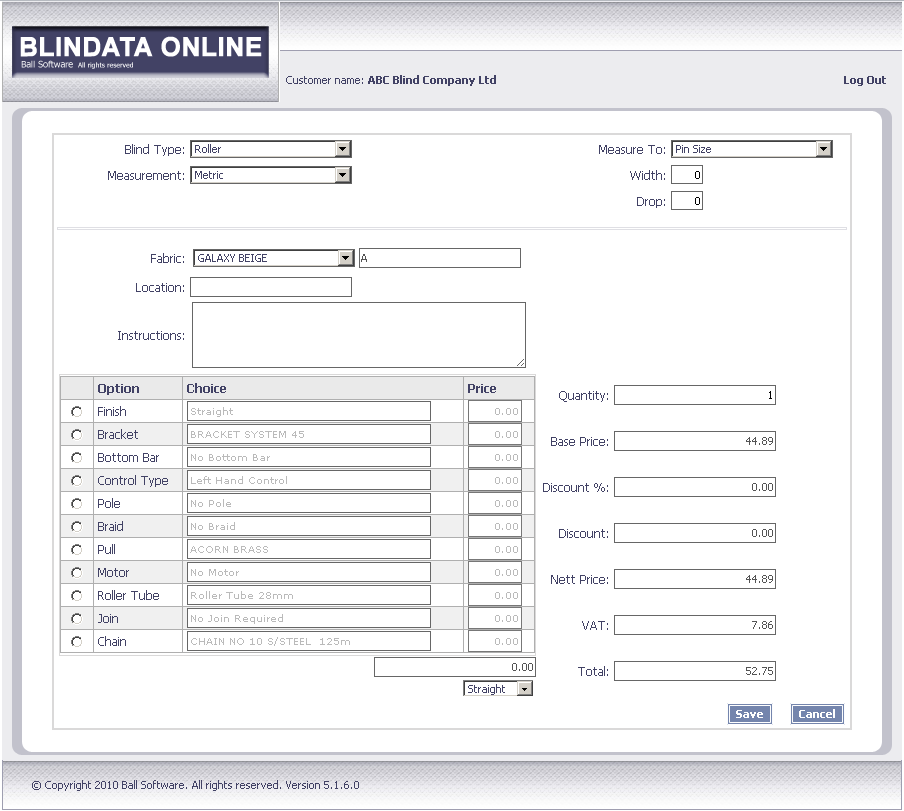 BLINDATA ONLINE
Ball Software All rights reserved
Customer name: ABC Blind Company Ltd
Log Out
Blind Type: Roller
Measure To: Pin Size
Measurement: Metric
Width: 0
Drop: 0
Fabric: GALAXY BEIGE A
Location:
Instructions:
Option Choice Price
Finish Straight 0.00
Bracket BRACKET SYSTEM 45 0.00
Bottom Bar No Bottom Bar 0.00
Control Type Left Hand Control 0.00
Pole No Pole 0.00
Braid No Braid 0.00
Pull ACORN BRASS 0.00
Motor No Motor 0.00
Roller Tube Roller Tube 28mm 0.00
Join No Join Required 0.00
Chain CHAIN NO 10 S/STEEL 125m 0.00
0.00
Straight
Quantity: 1
Base Price: 44.89
Discount %: 0.00
Discount: 0.00
Nett Price: 44.89
VAT: 7.86
Total: 52.75
Save Cancel
© Copyright 2010 Ball Software. All rights reserved. Version 5.1.6.0